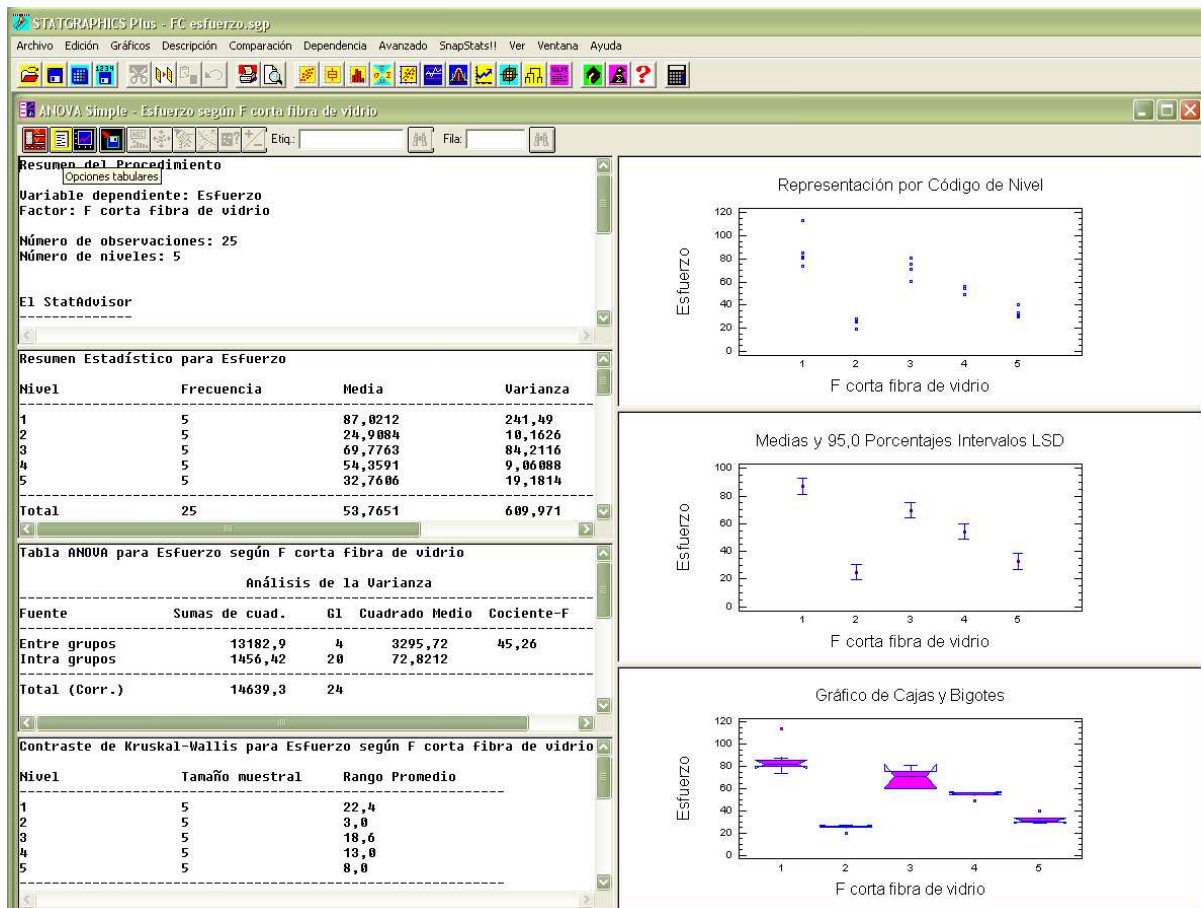 STATGRAPHICS Plus - FC esfuerzo.sgp
Archivo Edición Gráficos Descripción Comparación Dependencia Avanzado SnapStats!! Ver Ventana Ayuda
ANOVA Simple - Esfuerzo según F corta fibra de vidrio
Etiq.: Fila:
Resumen del Procedimiento
Opciones tabulares
Variable dependiente: Esfuerzo
Factor: F corta fibra de vidrio
Número de observaciones: 25
Número de niveles: 5
El StatAdvisor
--------------
Resumen Estadístico para Esfuerzo
Nivel Frecuencia Media Varianza
1 5 87,0212 241,49
2 5 24,9084 10,1626
3 5 69,7763 84,2116
4 5 54,3591 9,06088
5 5 32,7606 19,1814
Total 25 53,7651 609,971
Tabla ANOVA para Esfuerzo según F corta fibra de vidrio
Análisis de la Varianza
Fuente Sumas de cuad. Gl Cuadrado Medio Cociente-F
Entre grupos 13182,9 4 3295,72 45,26
Intra grupos 1456,42 20 72,8212
Total (Corr.) 14639,3 24
Contraste de Kruskal-Wallis para Esfuerzo según F corta fibra de vidrio
Nivel Tamaño muestral Rango Promedio
1 5 22,4
2 5 3,0
3 5 18,6
4 5 13,0
5 5 8,0
Representación por Código de Nivel
Esfuerzo
120
100
80
60
40
20
0
1 2 3 4 5
F corta fibra de vidrio
Medias y 95,0 Porcentajes Intervalos LSD
Esfuerzo
100
80
60
40
20
0
1 2 3 4 5
F corta fibra de vidrio
Gráfico de Cajas y Bigotes
Esfuerzo
120
100
80
60
40
20
0
1 2 3 4 5
F corta fibra de vidrio